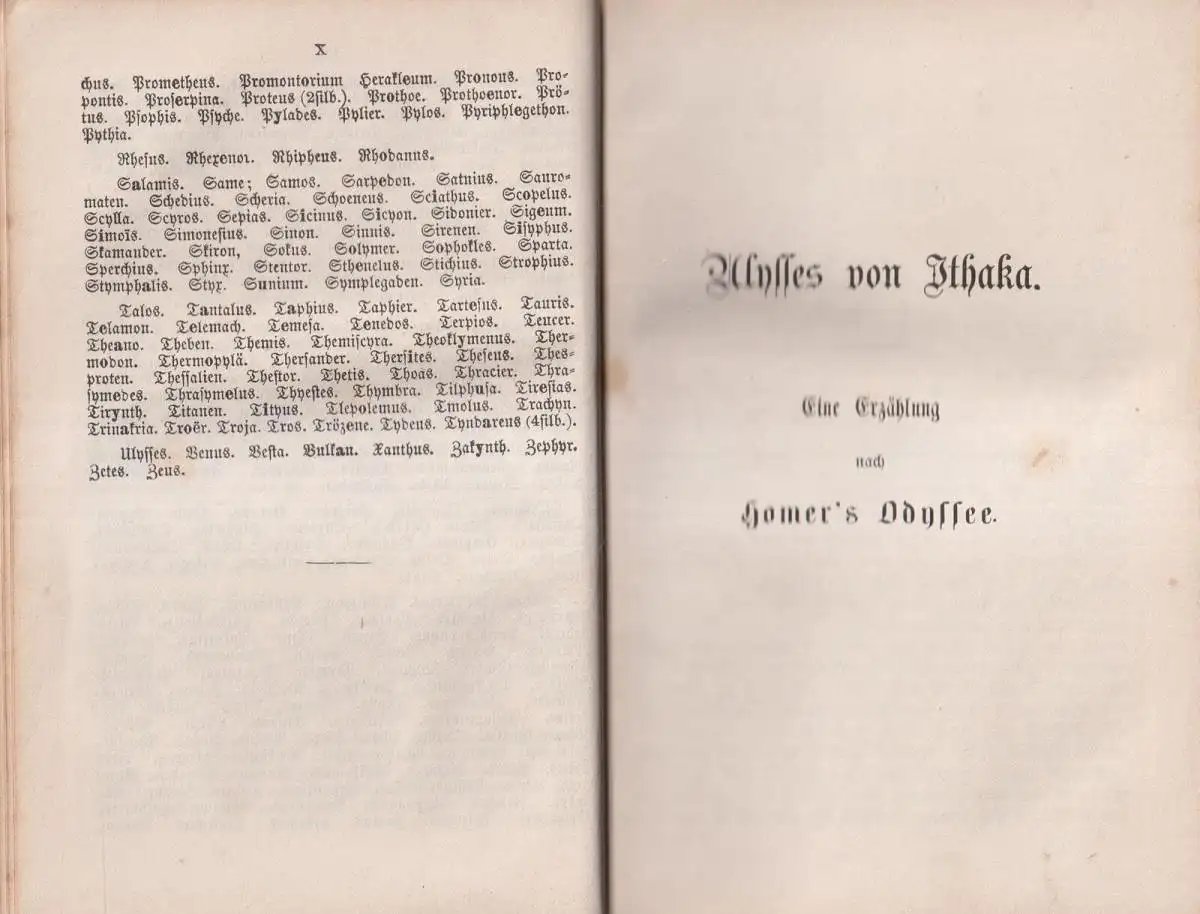 X
chus. Prometheus. Promontorium Herakleum. Pronous. Pro-
pontis. Proserpina. Proteus (2silb.). Prothoe. Prothoenor. Prö-
tus. Psophis. Psyche. Pylades. Pylier. Pylos. Pyriphlegethon.
Pythia.
Rhesus. Rhexenor. Rhipheus. Rhodanus.
Salamis. Same; Samos. Sarpedon. Satnius. Sauro-
maten. Schedius. Scheria. Schoeneus. Sciathus. Scopelus.
Scylla. Scyros. Sepias. Sicinus. Sicyon. Sidonier. Sigeum.
Simoïs. Simonesius. Sinon. Sinnis. Sirenen. Sisyphus.
Skamander. Skiron, Sokus. Solymer. Sophokles. Sparta.
Sperchius. Sphinx. Stentor. Sthenelus. Stichius. Strophius.
Stymphalis. Styx. Sunium. Symplegaden. Syria.
Talos. Tantalus. Taphius. Taphier. Tartesus. Tauris.
Telamon. Telemach. Temesa. Tenedos. Terpios. Teucer.
Theano. Theben. Themis. Themiscyra. Theoklymenus. Ther-
modon. Thermopylä. Thersander. Thersites. Theseus. Thes-
proten. Thessalien. Thestor. Thetis. Thoas. Thracier. Thra-
symedes. Thrasymelus. Thyestes. Thymbra. Tilphusa. Tiresias.
Tirynth. Titanen. Tityus. Tlepolemus. Tmolus. Trachyn.
Trinakria. Troër. Troja. Tros. Trözene. Tydeus. Tyndareus (4silb.).
Ulysses. Venus. Vesta. Vulkan. Xanthus. Zakynth. Zephyr.
Zetes. Zeus.
Ulysses von Ithaka.
Eine Erzählung
nach
Homer's Odyssee.